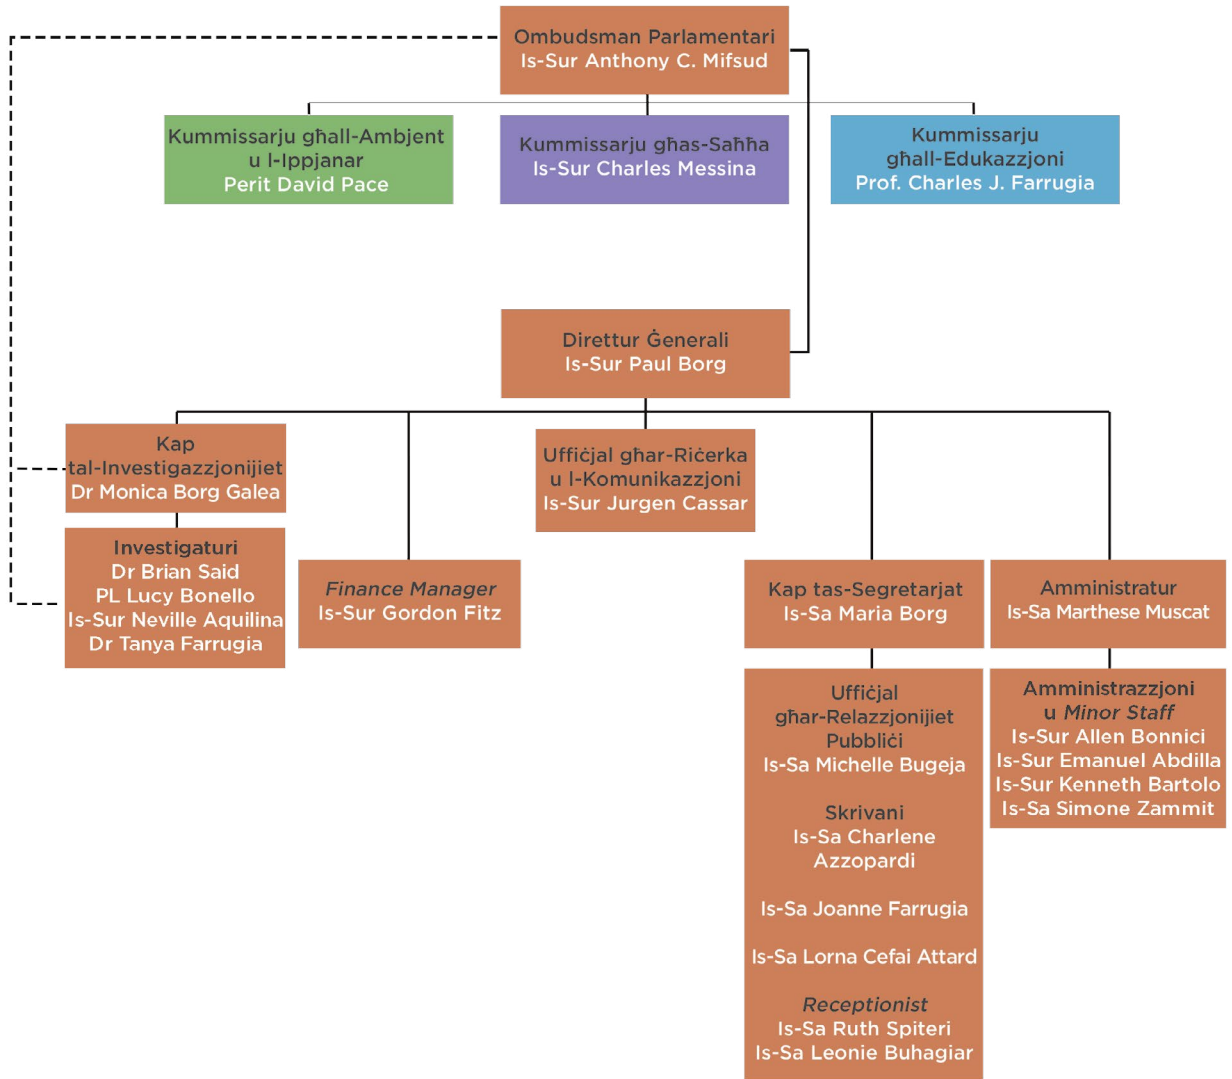 Ombudsman Parlamentari
Is-Sur Anthony C. Mifsud
Kummissarju għall-Ambjent
u l-Ippjanar
Perit David Pace
Kummissarju għas-Saħħa
Is-Sur Charles Messina
Kummissarju
għall-Edukazzjoni
Prof. Charles J. Farrugia
Direttur Ġenerali
Is-Sur Paul Borg
Kap
tal-Investigazzjonijiet
Dr Monica Borg Galea
Investigaturi
Dr Brian Said
PL Lucy Bonello
Is-Sur Neville Aquilina
Dr Tanya Farrugia
Finance Manager
Is-Sur Gordon Fitz
Uffiċjal għar-Riċerka
u l-Komunikazzjoni
Is-Sur Jurgen Cassar
Kap tas-Segretarjat
Is-Sa Maria Borg
Uffiċjal
għar-Relazzjonijiet
Pubbliċi
Is-Sa Michelle Bugeja
Skrivani
Is-Sa Charlene
Azzopardi
Is-Sa Joanne Farrugia
Is-Sa Lorna Cefai Attard
Receptionist
Is-Sa Ruth Spiteri
Is-Sa Leonie Buhagiar
Amministratur
Is-Sa Marthese Muscat
Amministrazzjoni
u Minor Staff
Is-Sur Allen Bonnici
Is-Sur Emanuel Abdilla
Is-Sur Kenneth Bartolo
Is-Sa Simone Zammit